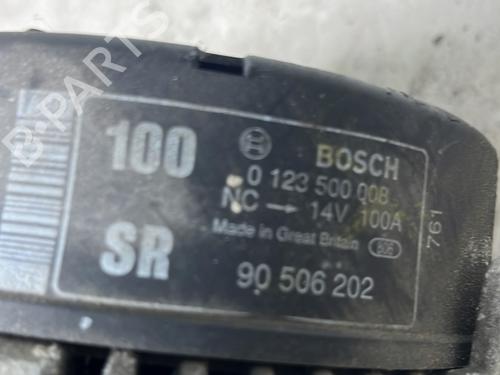 B-PARTS
100
BOSCH
0 123 500 008
NC → 14V 100A
Made in Great Britain
SR
90 506 202
761